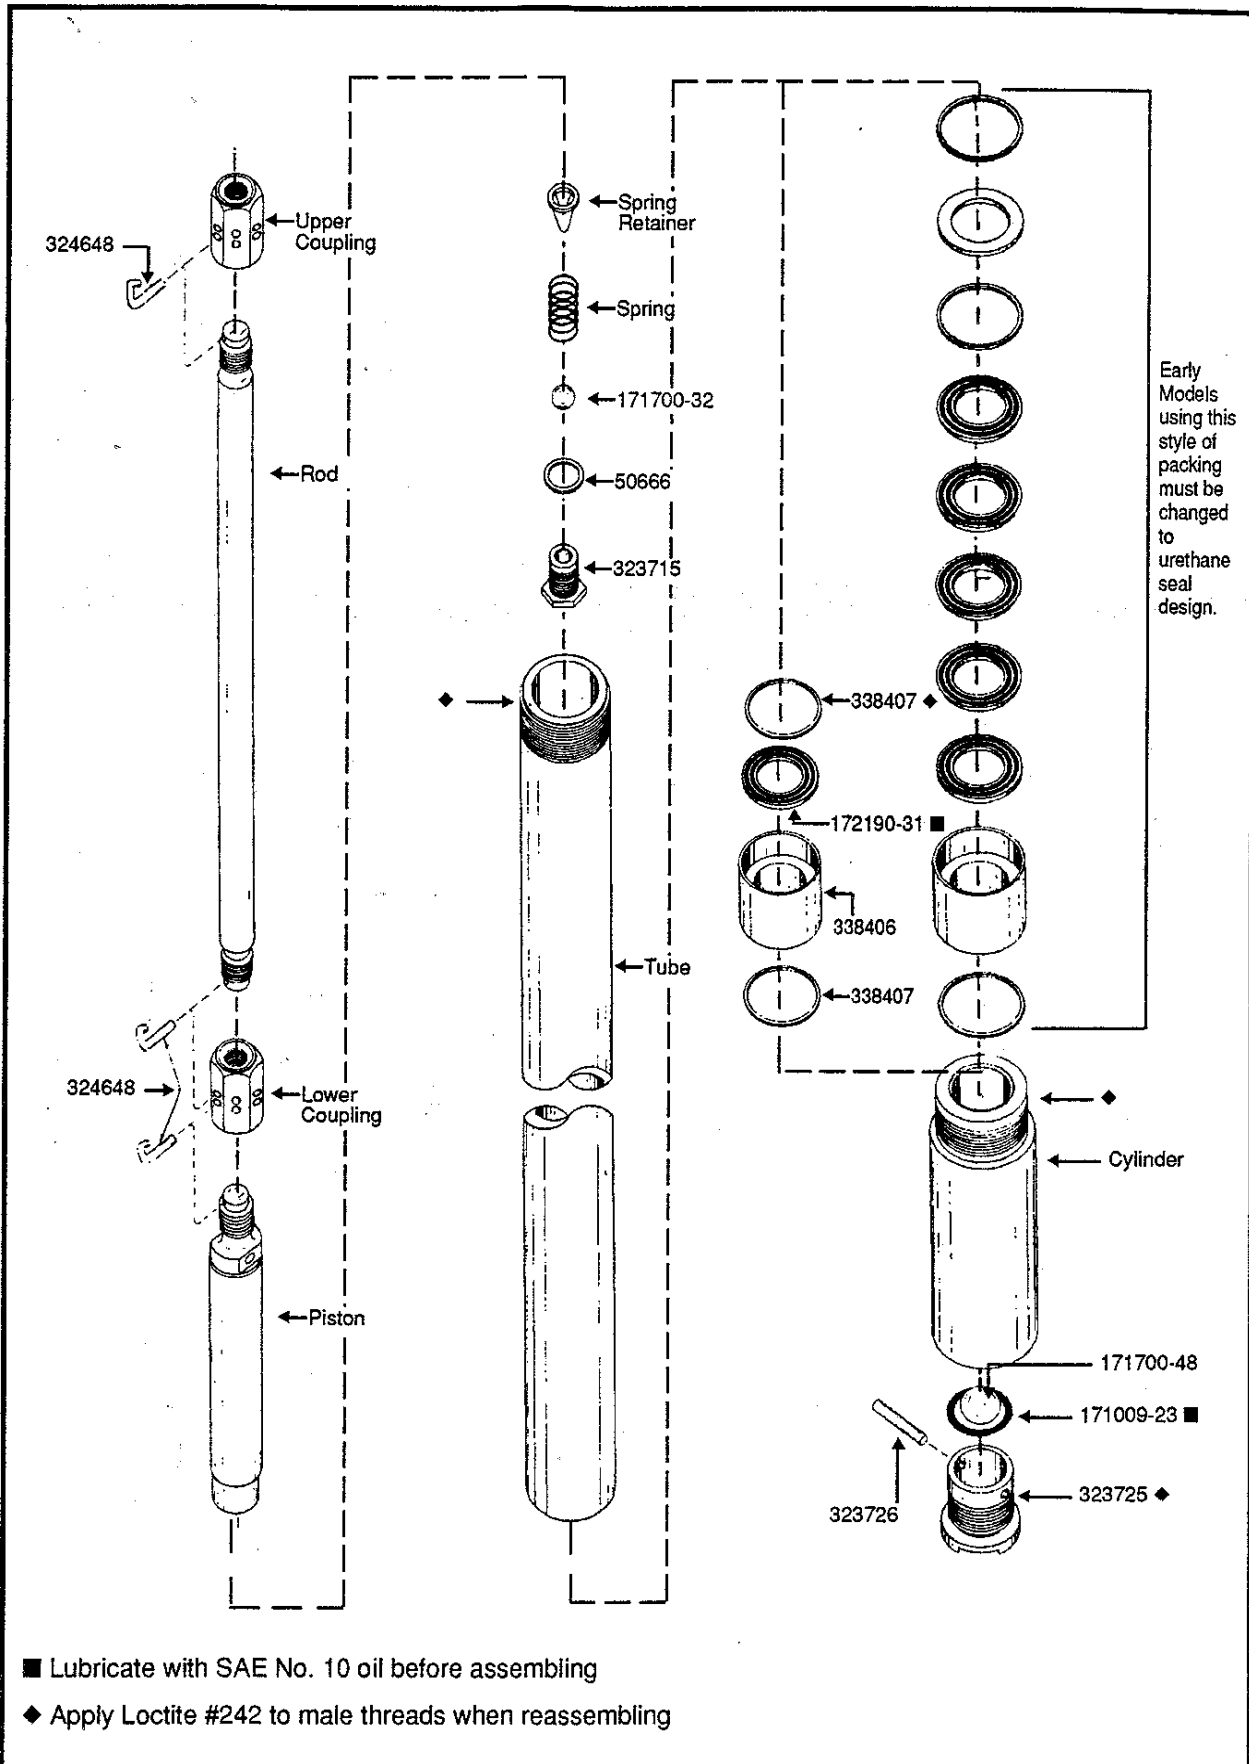 324648
Upper
Coupling
Rod
324648
Lower
Coupling
Piston
Spring
Retainer
Spring
171700-32
50666
323715
◆
Tube
338407 ◆
172190-31 ■
338406
338407
Early
Models
using this
style of
packing
must be
changed
to
urethane
seal
design.
◆
Cylinder
171700-48
171009-23 ■
323725 ◆
323726
■ Lubricate with SAE No. 10 oil before assembling
◆ Apply Loctite #242 to male threads when reassembling